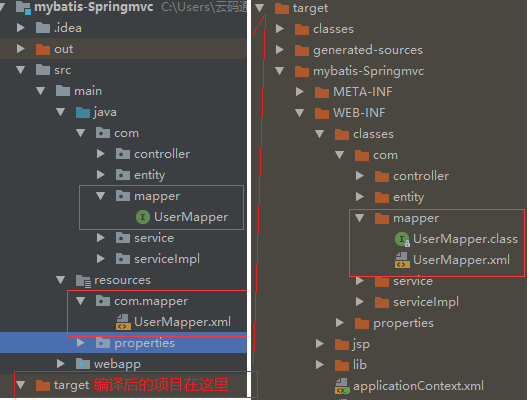 mybatis-Springmvc C:\Users\云码通
.idea
out
src
main
java
com
controller
entity
mapper
UserMapper
service
serviceImpl
resources
com.mapper
UserMapper.xml
properties
webapp
target 编译后的项目在这里
target
classes
generated-sources
mybatis-Springmvc
META-INF
WEB-INF
classes
com
controller
entity
mapper
UserMapper.class
UserMapper.xml
service
serviceImpl
properties
jsp
lib
applicationContext.xml